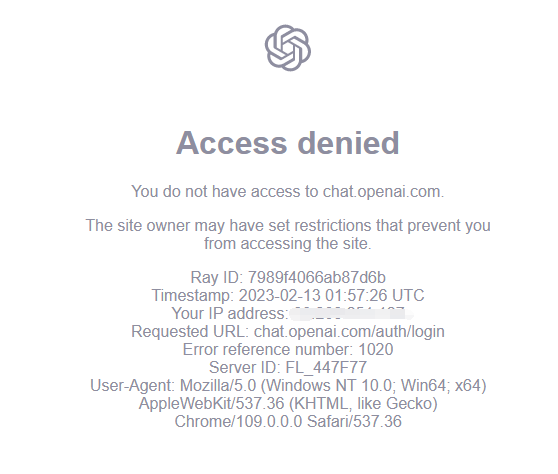 Access denied
You do not have access to chat.openai.com.
The site owner may have set restrictions that prevent you
from accessing the site.
Ray ID: 7989f4066ab87d6b
Timestamp: 2023-02-13 01:57:26 UTC
Your IP address:
Requested URL: chat.openai.com/auth/login
Error reference number: 1020
Server ID: FL_447F77
User-Agent: Mozilla/5.0 (Windows NT 10.0; Win64; x64)
AppleWebKit/537.36 (KHTML, like Gecko)
Chrome/109.0.0.0 Safari/537.36